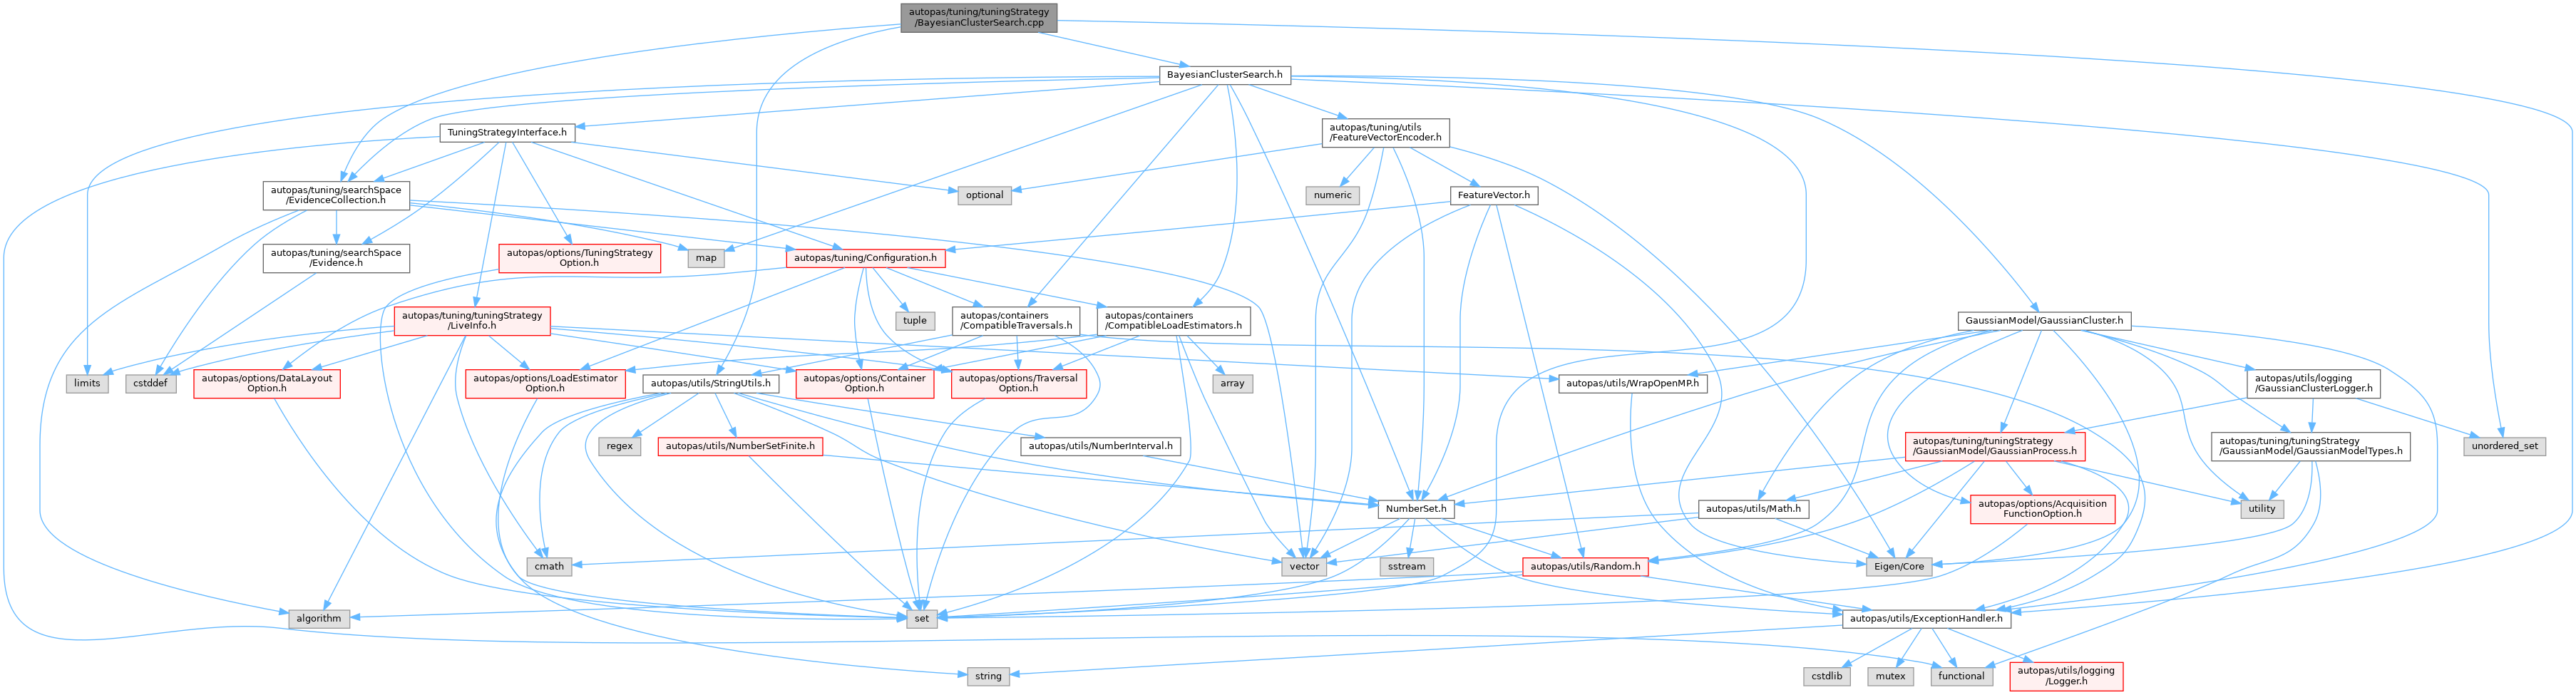 autopas/tuning/tuningStrategy
/BayesianClusterSearch.cpp
BayesianClusterSearch.h
TuningStrategyInterface.h
autopas/tuning/utils
/FeatureVectorEncoder.h
autopas/tuning/searchSpace
/EvidenceCollection.h
optional
numeric
FeatureVector.h
autopas/tuning/searchSpace
/Evidence.h
autopas/options/TuningStrategy
Option.h
map
autopas/tuning/Configuration.h
autopas/tuning/tuningStrategy
/LiveInfo.h
tuple
autopas/containers
/CompatibleTraversals.h
autopas/containers
/CompatibleLoadEstimators.h
GaussianModel/GaussianCluster.h
limits
cstddef
autopas/options/DataLayout
Option.h
autopas/options/LoadEstimator
Option.h
autopas/utils/StringUtils.h
autopas/options/Container
Option.h
autopas/options/Traversal
Option.h
array
autopas/utils/WrapOpenMP.h
autopas/utils/logging
/GaussianClusterLogger.h
regex
autopas/utils/NumberSetFinite.h
autopas/utils/NumberInterval.h
autopas/tuning/tuningStrategy
/GaussianModel/GaussianProcess.h
autopas/tuning/tuningStrategy
/GaussianModel/GaussianModelTypes.h
unordered_set
NumberSet.h
autopas/utils/Math.h
autopas/options/Acquisition
FunctionOption.h
utility
cmath
vector
sstream
autopas/utils/Random.h
Eigen/Core
algorithm
set
autopas/utils/ExceptionHandler.h
string
cstdlib
mutex
functional
autopas/utils/logging
/Logger.h